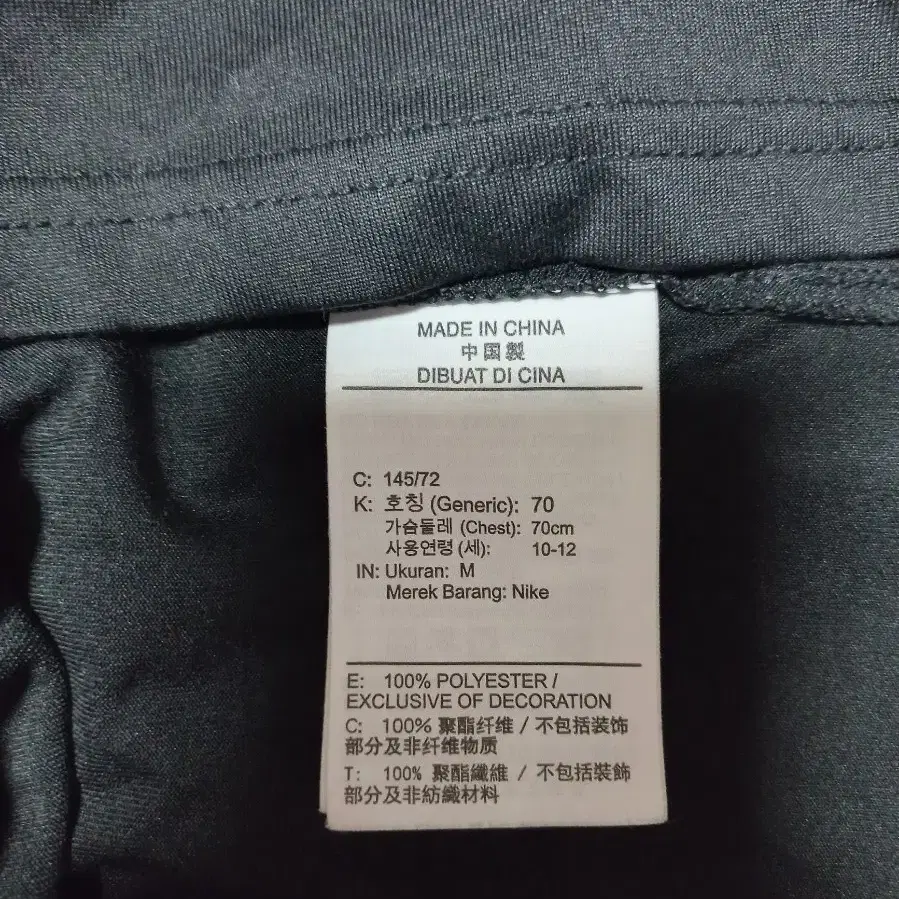 MADE IN CHINA
中国製
DIBUAT DI CINA
C: 145/72
K: 호칭 (Generic): 70
가슴둘레 (Chest): 70cm
사용연령 (세): 10-12
IN: Ukuran: M
Merek Barang: Nike
E: 100% POLYESTER /
EXCLUSIVE OF DECORATION
C: 100% 聚酯纤维 / 不包括装饰
部分及非纤维物质
T: 100% 聚酯纖維 / 不包括裝飾
部分及非紡織材料